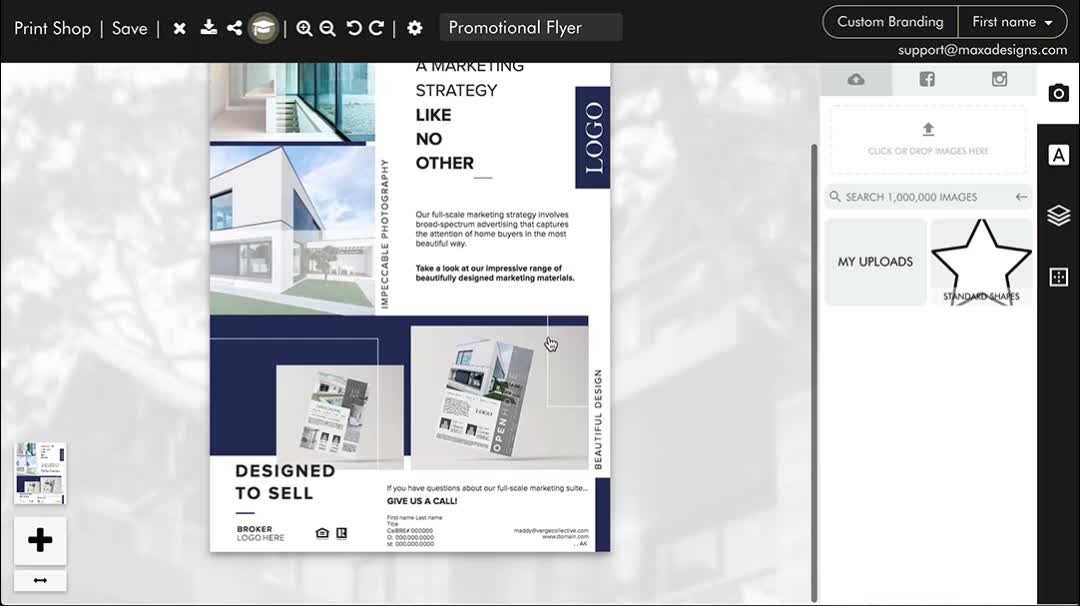 Print Shop | Save |
Promotional Flyer
Custom Branding
First name
support@maxadesigns.com
A MARKETING
STRATEGY
LIKE
NO
OTHER
LOGO
IMPECCABLE PHOTOGRAPHY
Our full-scale marketing strategy involves
broad-spectrum advertising that captures
the attention of home buyers in the most
beautiful way.
Take a look at our impressive range of
beautifully designed marketing materials.
LOGO
OPEN
BEAUTIFUL DESIGN
DESIGNED
TO SELL
BROKER
LOGO HERE
If you have questions about our full-scale marketing suite...
GIVE US A CALL!
First name Last name
Title
CalBRE# 000000
O: 000.000.0000
M: 000.000.0000
maddy@vergecollective.com
www.domain.com
, , AK
CLICK OR DROP IMAGES HERE
SEARCH 1,000,000 IMAGES
MY UPLOADS
STANDARD SHAPES
A